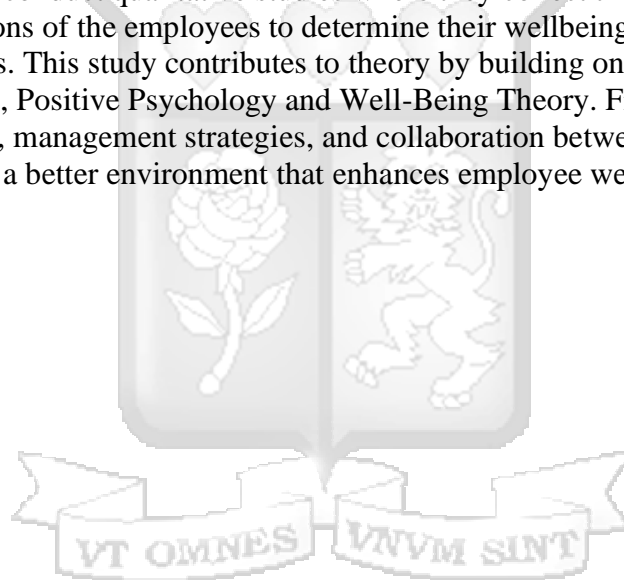 ons of the employees to determine their wellbeing
s. This study contributes to theory by building on
, Positive Psychology and Well-Being Theory. F
, management strategies, and collaboration betwe
a better environment that enhances employee we
VT OMNES VNVM SINT